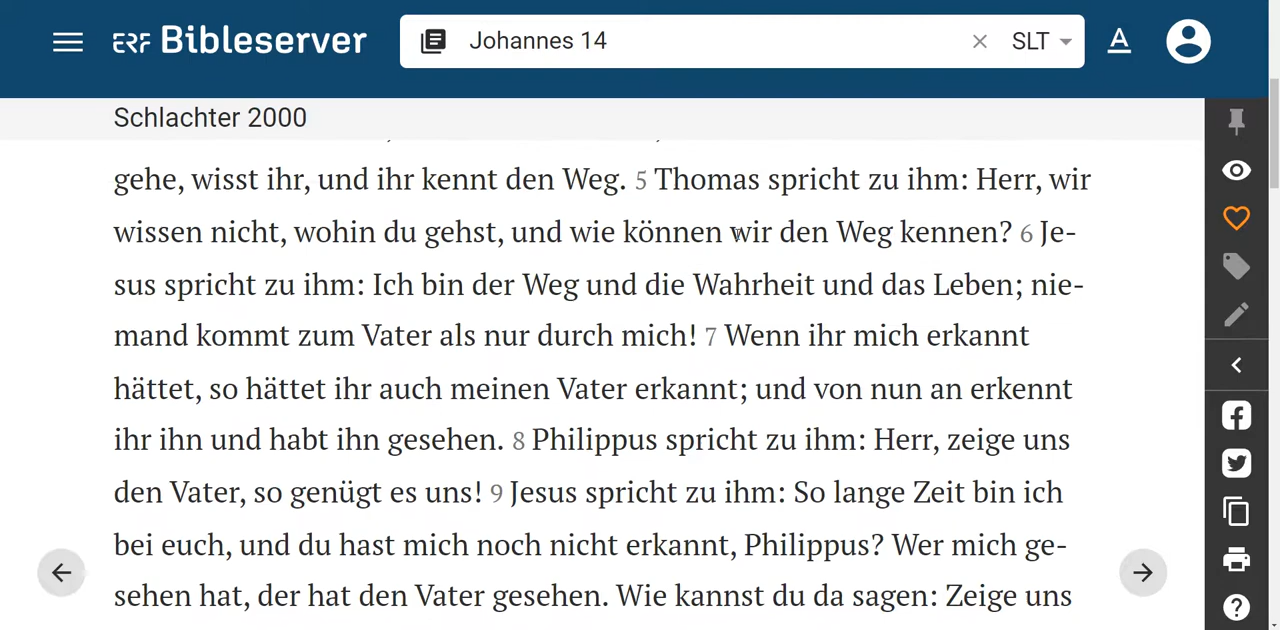 ERF Bibleserver
Johannes 14
SLT
A
Schlachter 2000
gehe, wisst ihr, und ihr kennt den Weg. 5 Thomas spricht zu ihm: Herr, wir
wissen nicht, wohin du gehst, und wie können wir den Weg kennen? 6 Je-
sus spricht zu ihm: Ich bin der Weg und die Wahrheit und das Leben; nie-
mand kommt zum Vater als nur durch mich! 7 Wenn ihr mich erkannt
hättet, so hättet ihr auch meinen Vater erkannt; und von nun an erkennt
ihr ihn und habt ihn gesehen. 8 Philippus spricht zu ihm: Herr, zeige uns
den Vater, so genügt es uns! 9 Jesus spricht zu ihm: So lange Zeit bin ich
bei euch, und du hast mich noch nicht erkannt, Philippus? Wer mich ge-
sehen hat, der hat den Vater gesehen. Wie kannst du da sagen: Zeige uns